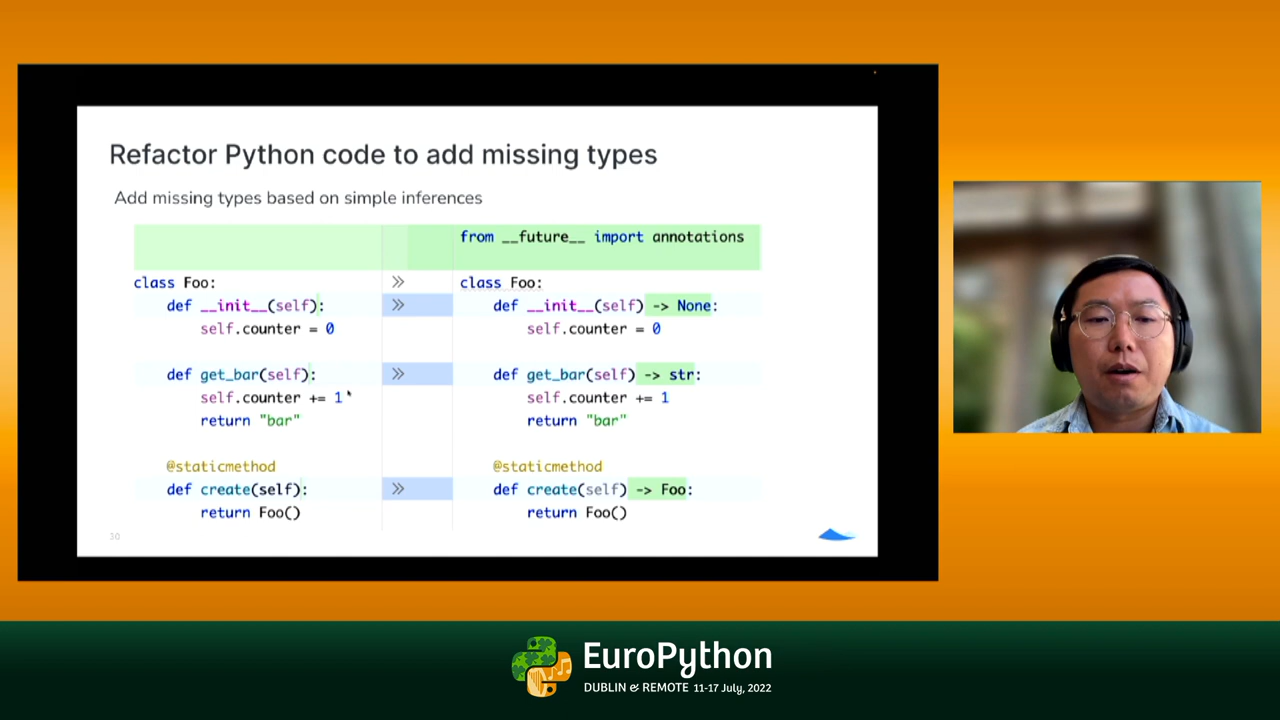 Refactor Python code to add missing types
Add missing types based on simple inferences
from __future__ import annotations
class Foo:
def __init__(self):
self.counter = 0
def get_bar(self):
self.counter += 1
return "bar"
@staticmethod
def create(self):
return Foo()
class Foo:
def __init__(self) -> None:
self.counter = 0
def get_bar(self) -> str:
self.counter += 1
return "bar"
@staticmethod
def create(self) -> Foo:
return Foo()
30
EuroPython
DUBLIN & REMOTE 11-17 July, 2022